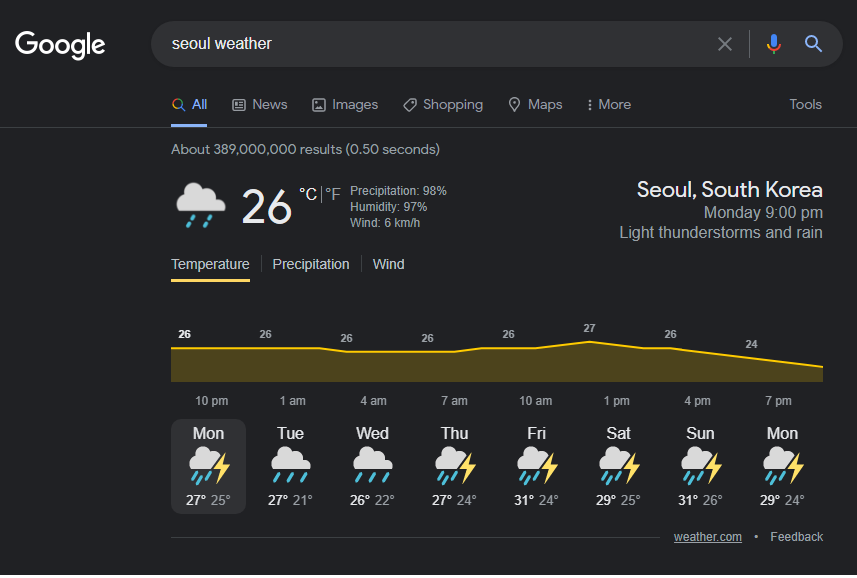 Google
seoul weather
All News Images Shopping Maps More Tools
About 389,000,000 results (0.50 seconds)
26 °C | °F
Precipitation: 98%
Humidity: 97%
Wind: 6 km/h
Seoul, South Korea
Monday 9:00 pm
Light thunderstorms and rain
Temperature | Precipitation | Wind
26 26 26 26 26 27 26 24
10 pm 1 am 4 am 7 am 10 am 1 pm 4 pm 7 pm
Mon Tue Wed Thu Fri Sat Sun Mon
27° 25° 27° 21° 26° 22° 27° 24° 31° 24° 29° 25° 31° 26° 29° 24°
weather.com • Feedback